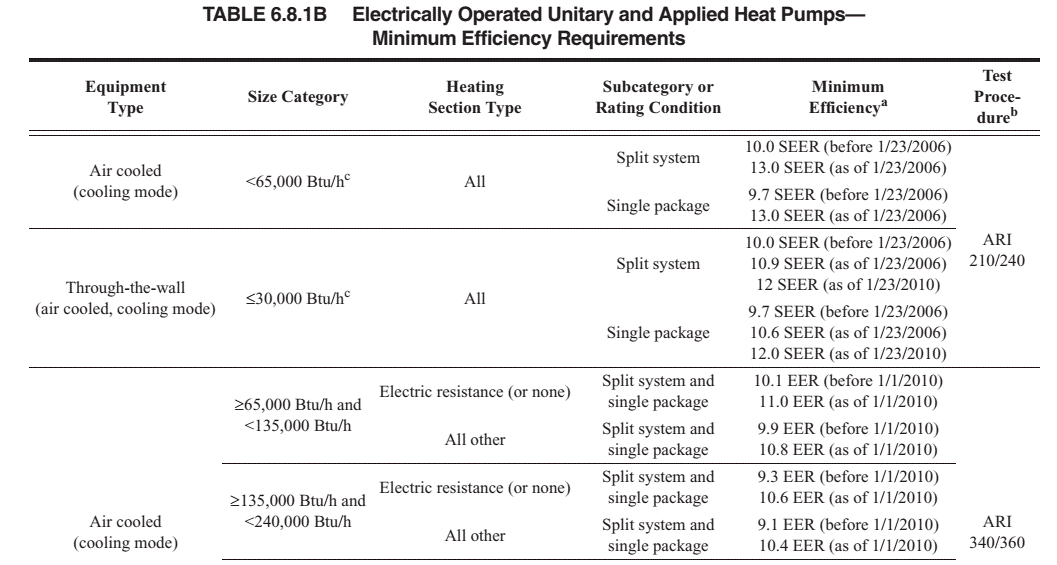 TABLE 6.8.1B Electrically Operated Unitary and Applied Heat Pumps—
Minimum Efficiency Requirements
Equipment Type | Size Category | Heating Section Type | Subcategory or Rating Condition | Minimum Efficiencyᵃ | Test Proce-dureᵇ
Air cooled (cooling mode) | <65,000 Btu/hᶜ | All | Split system | 10.0 SEER (before 1/23/2006)
13.0 SEER (as of 1/23/2006)
Single package | 9.7 SEER (before 1/23/2006)
13.0 SEER (as of 1/23/2006)
ARI 210/240
Through-the-wall (air cooled, cooling mode) | ≤30,000 Btu/hᶜ | All | Split system | 10.0 SEER (before 1/23/2006)
10.9 SEER (as of 1/23/2006)
12 SEER (as of 1/23/2010)
Single package | 9.7 SEER (before 1/23/2006)
10.6 SEER (as of 1/23/2006)
12.0 SEER (as of 1/23/2010)
Air cooled (cooling mode) | ≥65,000 Btu/h and <135,000 Btu/h | Electric resistance (or none) | Split system and single package | 10.1 EER (before 1/1/2010)
11.0 EER (as of 1/1/2010)
All other | Split system and single package | 9.9 EER (before 1/1/2010)
10.8 EER (as of 1/1/2010)
≥135,000 Btu/h and <240,000 Btu/h | Electric resistance (or none) | Split system and single package | 9.3 EER (before 1/1/2010)
10.6 EER (as of 1/1/2010)
All other | Split system and single package | 9.1 EER (before 1/1/2010)
10.4 EER (as of 1/1/2010)
ARI 340/360